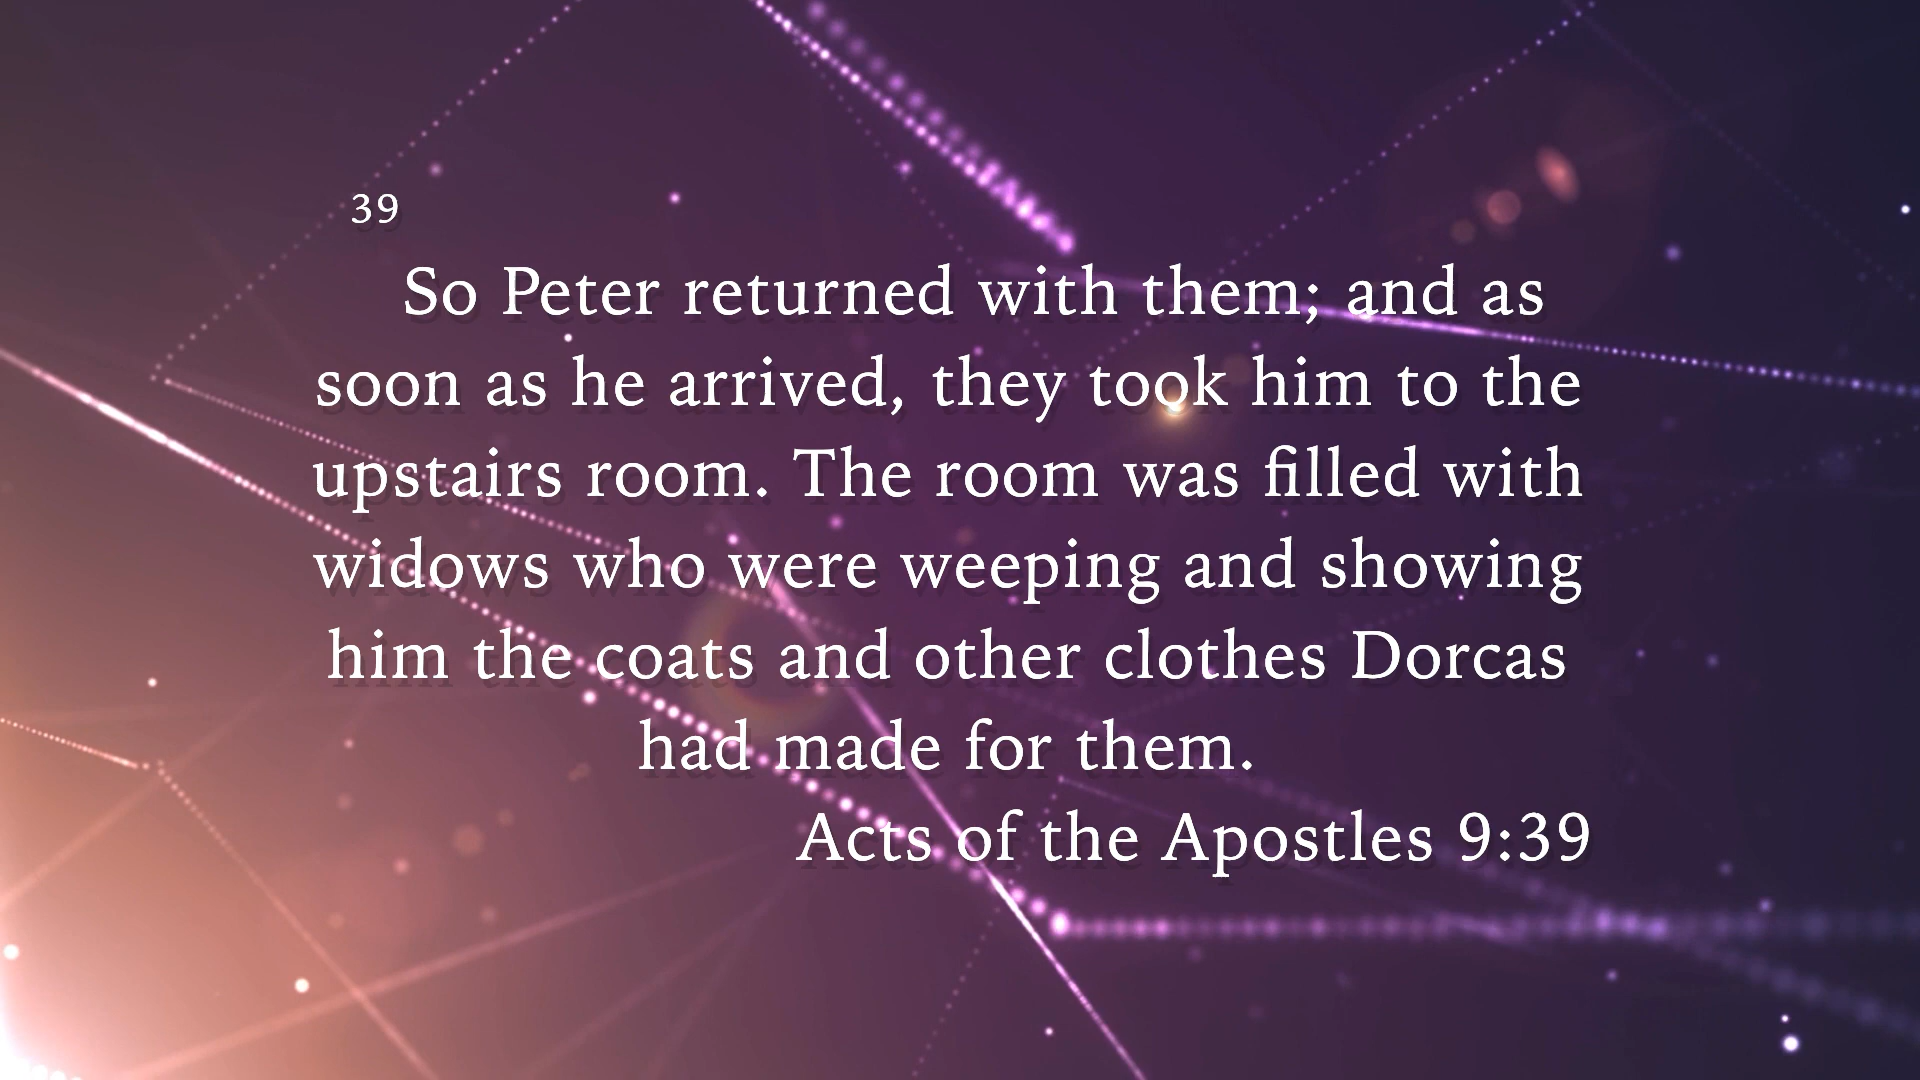 39
So Peter returned with them; and as
soon as he arrived, they took him to the
upstairs room. The room was filled with
widows who were weeping and showing
him the coats and other clothes Dorcas
had made for them.
Acts of the Apostles 9:39